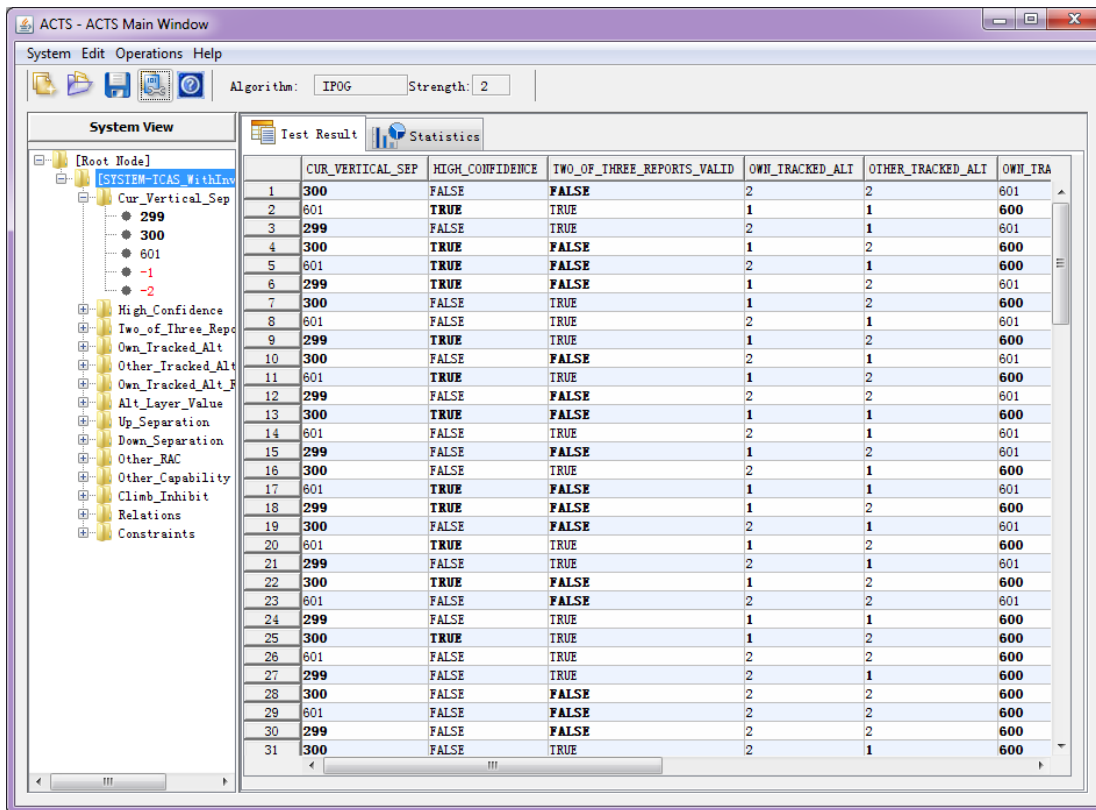 ACTS - ACTS Main Window
System Edit Operations Help
Algorithm: IPOG Strength: 2
System View
[Root Node]
[SYSTEM-TCAS_WithInv
Cur_Vertical_Sep
299
300
601
-1
-2
High_Confidence
Two_of_Three_Repo
Own_Tracked_Alt
Other_Tracked_Alt
Own_Tracked_Alt_R
Alt_Layer_Value
Up_Separation
Down_Separation
Other_RAC
Other_Capability
Climb_Inhibit
Relations
Constraints
Test Result Statistics
CUR_VERTICAL_SEP HIGH_CONFIDENCE TWO_OF_THREE_REPORTS_VALID OWN_TRACKED_ALT OTHER_TRACKED_ALT OWN_TRA
1 300 FALSE FALSE 2 2 601
2 601 TRUE TRUE 1 1 600
3 299 FALSE TRUE 2 1 601
4 300 TRUE FALSE 1 2 600
5 601 TRUE FALSE 2 1 600
6 299 TRUE FALSE 1 2 601
7 300 FALSE TRUE 1 2 600
8 601 FALSE TRUE 2 1 601
9 299 TRUE TRUE 1 2 600
10 300 FALSE FALSE 2 1 601
11 601 TRUE TRUE 1 2 600
12 299 FALSE FALSE 2 2 601
13 300 TRUE FALSE 1 1 600
14 601 FALSE TRUE 2 1 601
15 299 FALSE FALSE 1 2 601
16 300 FALSE TRUE 2 1 600
17 601 TRUE FALSE 1 1 601
18 299 TRUE FALSE 1 2 600
19 300 FALSE FALSE 2 1 601
20 601 TRUE TRUE 1 2 600
21 299 FALSE TRUE 2 1 601
22 300 TRUE FALSE 1 2 600
23 601 FALSE FALSE 2 2 601
24 299 FALSE TRUE 1 1 600
25 300 TRUE TRUE 1 2 600
26 601 FALSE TRUE 2 2 600
27 299 FALSE TRUE 2 1 600
28 300 FALSE FALSE 2 2 600
29 601 FALSE FALSE 2 2 600
30 299 FALSE FALSE 2 2 600
31 300 FALSE TRUE 2 1 600